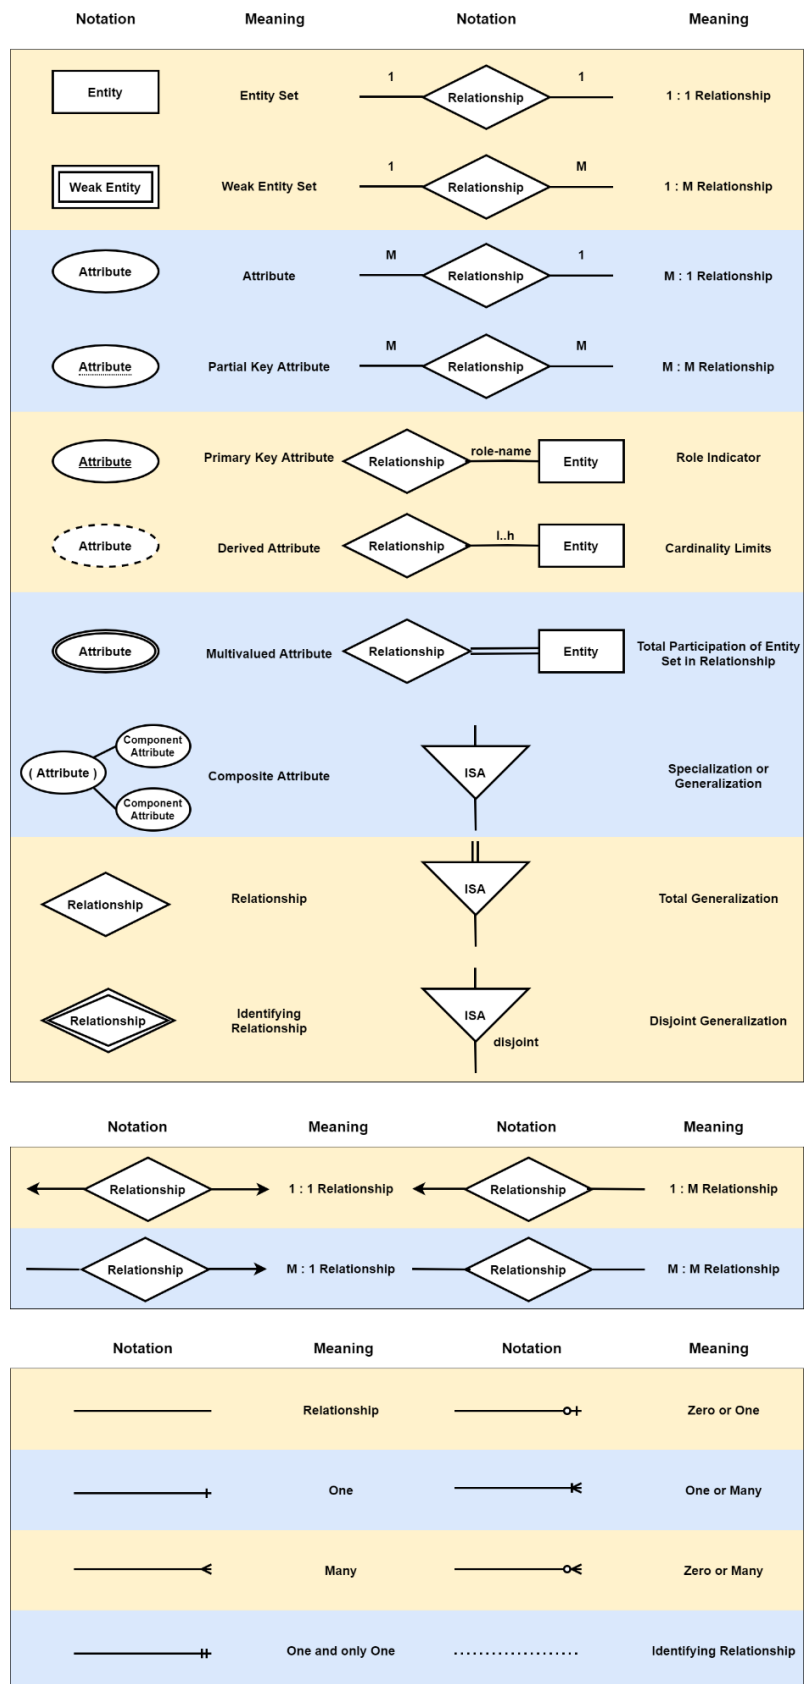 Notation Meaning Notation Meaning
Entity
Entity Set
1
Relationship
1
1 : 1 Relationship
Weak Entity
Weak Entity Set
1
Relationship
M
1 : M Relationship
Attribute
Attribute
M
Relationship
1
M : 1 Relationship
Attribute
Partial Key Attribute
M
Relationship
M
M : M Relationship
Attribute
Primary Key Attribute
Relationship
role-name
Entity
Role Indicator
Attribute
Derived Attribute
Relationship
l..h
Entity
Cardinality Limits
Attribute
Multivalued Attribute
Relationship
Entity
Total Participation of Entity
Set in Relationship
( Attribute )
Component
Attribute
Component
Attribute
Composite Attribute
ISA
Specialization or
Generalization
Relationship
Relationship
ISA
Total Generalization
Relationship
Identifying
Relationship
ISA
disjoint
Disjoint Generalization
Notation Meaning Notation Meaning
Relationship
1 : 1 Relationship
Relationship
1 : M Relationship
Relationship
M : 1 Relationship
Relationship
M : M Relationship
Notation Meaning Notation Meaning
Relationship
Zero or One
One
One or Many
Many
Zero or Many
One and only One
Identifying Relationship